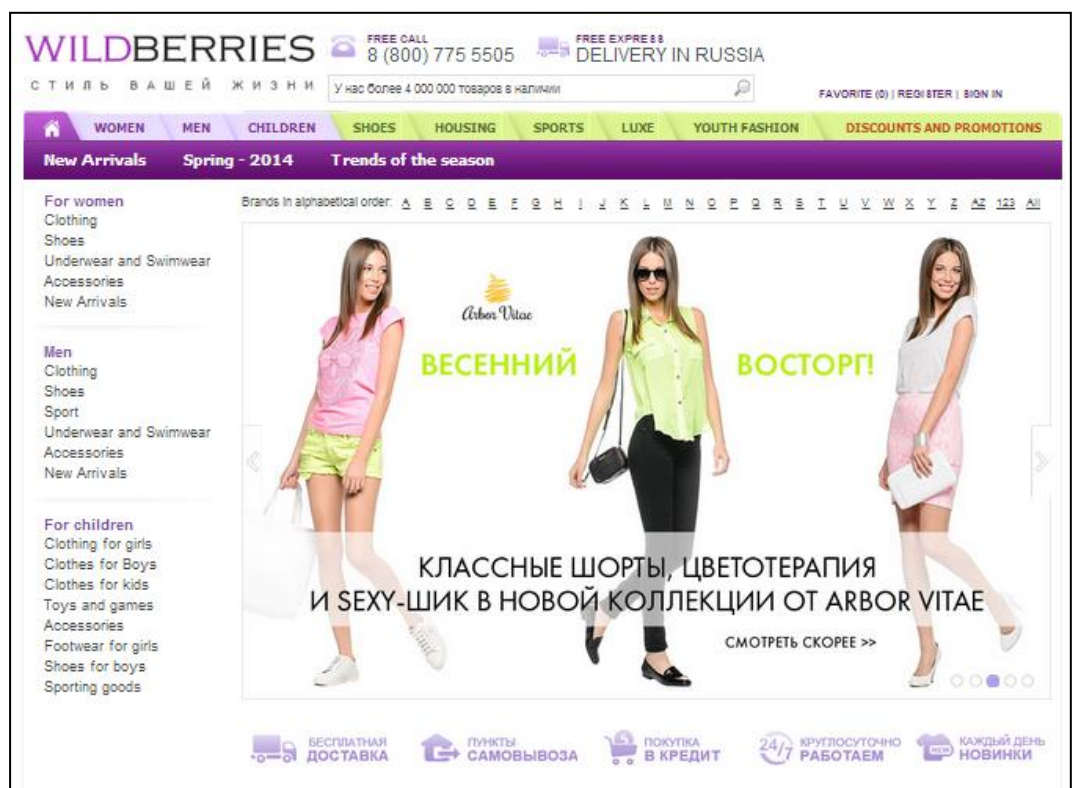 WILDBERRIES
СТИЛЬ ВАШЕЙ ЖИЗНИ
FREE CALL
8 (800) 775 5505
FREE EXPRESS
DELIVERY IN RUSSIA
У нас более 4 000 000 товаров в наличии
FAVORITE (0) | REGISTER | SIGN IN
WOMEN MEN CHILDREN SHOES HOUSING SPORTS LUXE YOUTH FASHION DISCOUNTS AND PROMOTIONS
New Arrivals Spring - 2014 Trends of the season
For women
Clothing
Shoes
Underwear and Swimwear
Accessories
New Arrivals
Men
Clothing
Shoes
Sport
Underwear and Swimwear
Accessories
New Arrivals
For children
Clothing for girls
Clothes for Boys
Clothes for kids
Toys and games
Accessories
Footwear for girls
Shoes for boys
Sporting goods
Brands in alphabetical order: A B C D E F G H I J K L M N O P Q R S T U V W X Y Z AZ 123 All
Arbor Vitae
ВЕСЕННИЙ ВОСТОРГ!
КЛАССНЫЕ ШОРТЫ, ЦВЕТОТЕРАПИЯ
И SEXY-ШИК В НОВОЙ КОЛЛЕКЦИИ ОТ ARBOR VITAE
СМОТРЕТЬ СКОРЕЕ >>
БЕСПЛАТНАЯ
ДОСТАВКА
ПУНКТЫ
САМОВЫВОЗА
ПОКУПКА
В КРЕДИТ
24/7
КРУГЛОСУТОЧНО
РАБОТАЕМ
NEW
КАЖДЫЙ ДЕНЬ
НОВИНКИ